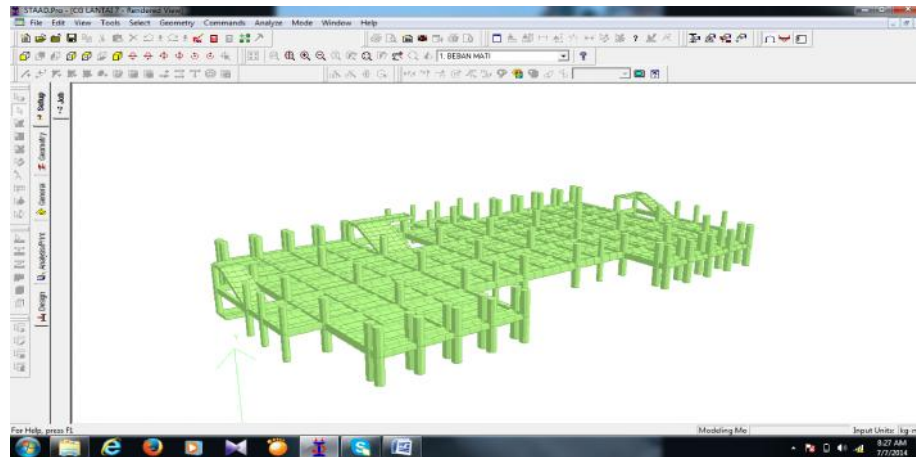 STAAD.Pro - [CO LANTAI 7 - Rendered View]
File Edit View Tools Select Geometry Commands Analyze Mode Window Help
1. BEBAN MATI
Setup
Job
Geometry
General
Analysis/Print
Design
For Help, press F1
Modeling Mo
Input Units: kg-m
8:27 AM
7/7/2014